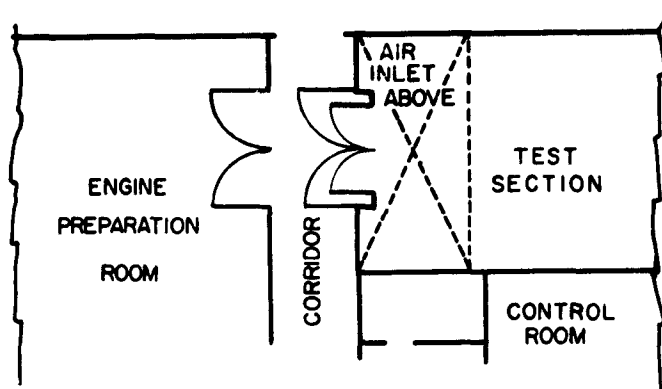 AIR
INLET
ABOVE
TEST
SECTION
ENGINE
PREPARATION
ROOM
CORRIDOR
CONTROL
ROOM